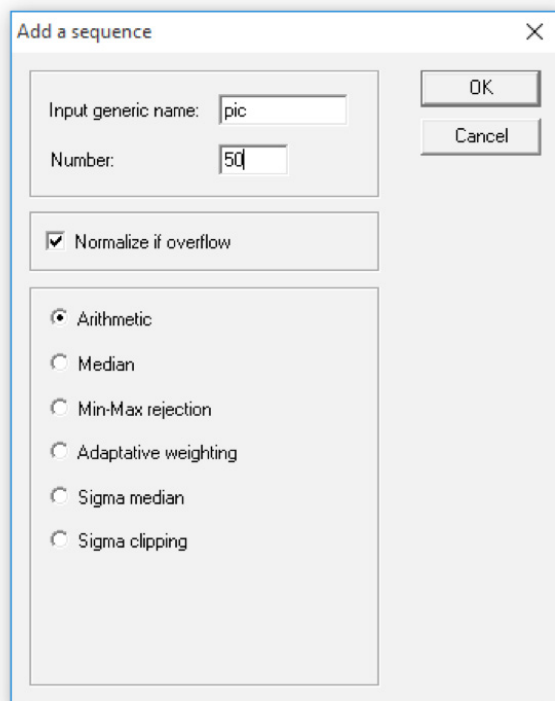 Add a sequence
Input generic name: pic
OK
Number: 50
Cancel
Normalize if overflow
Arithmetic
Median
Min-Max rejection
Adaptative weighting
Sigma median
Sigma clipping